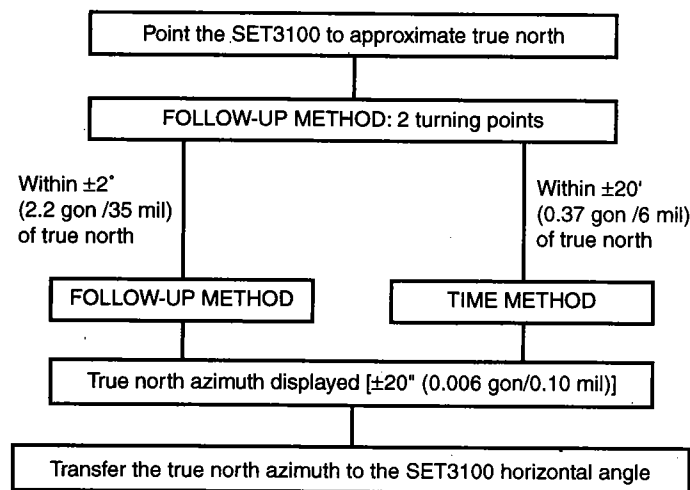 Point the SET3100 to approximate true north
FOLLOW-UP METHOD: 2 turning points
Within ±2°
(2.2 gon /35 mil)
of true north
Within ±20'
(0.37 gon /6 mil)
of true north
FOLLOW-UP METHOD
TIME METHOD
True north azimuth displayed [±20" (0.006 gon/0.10 mil)]
Transfer the true north azimuth to the SET3100 horizontal angle